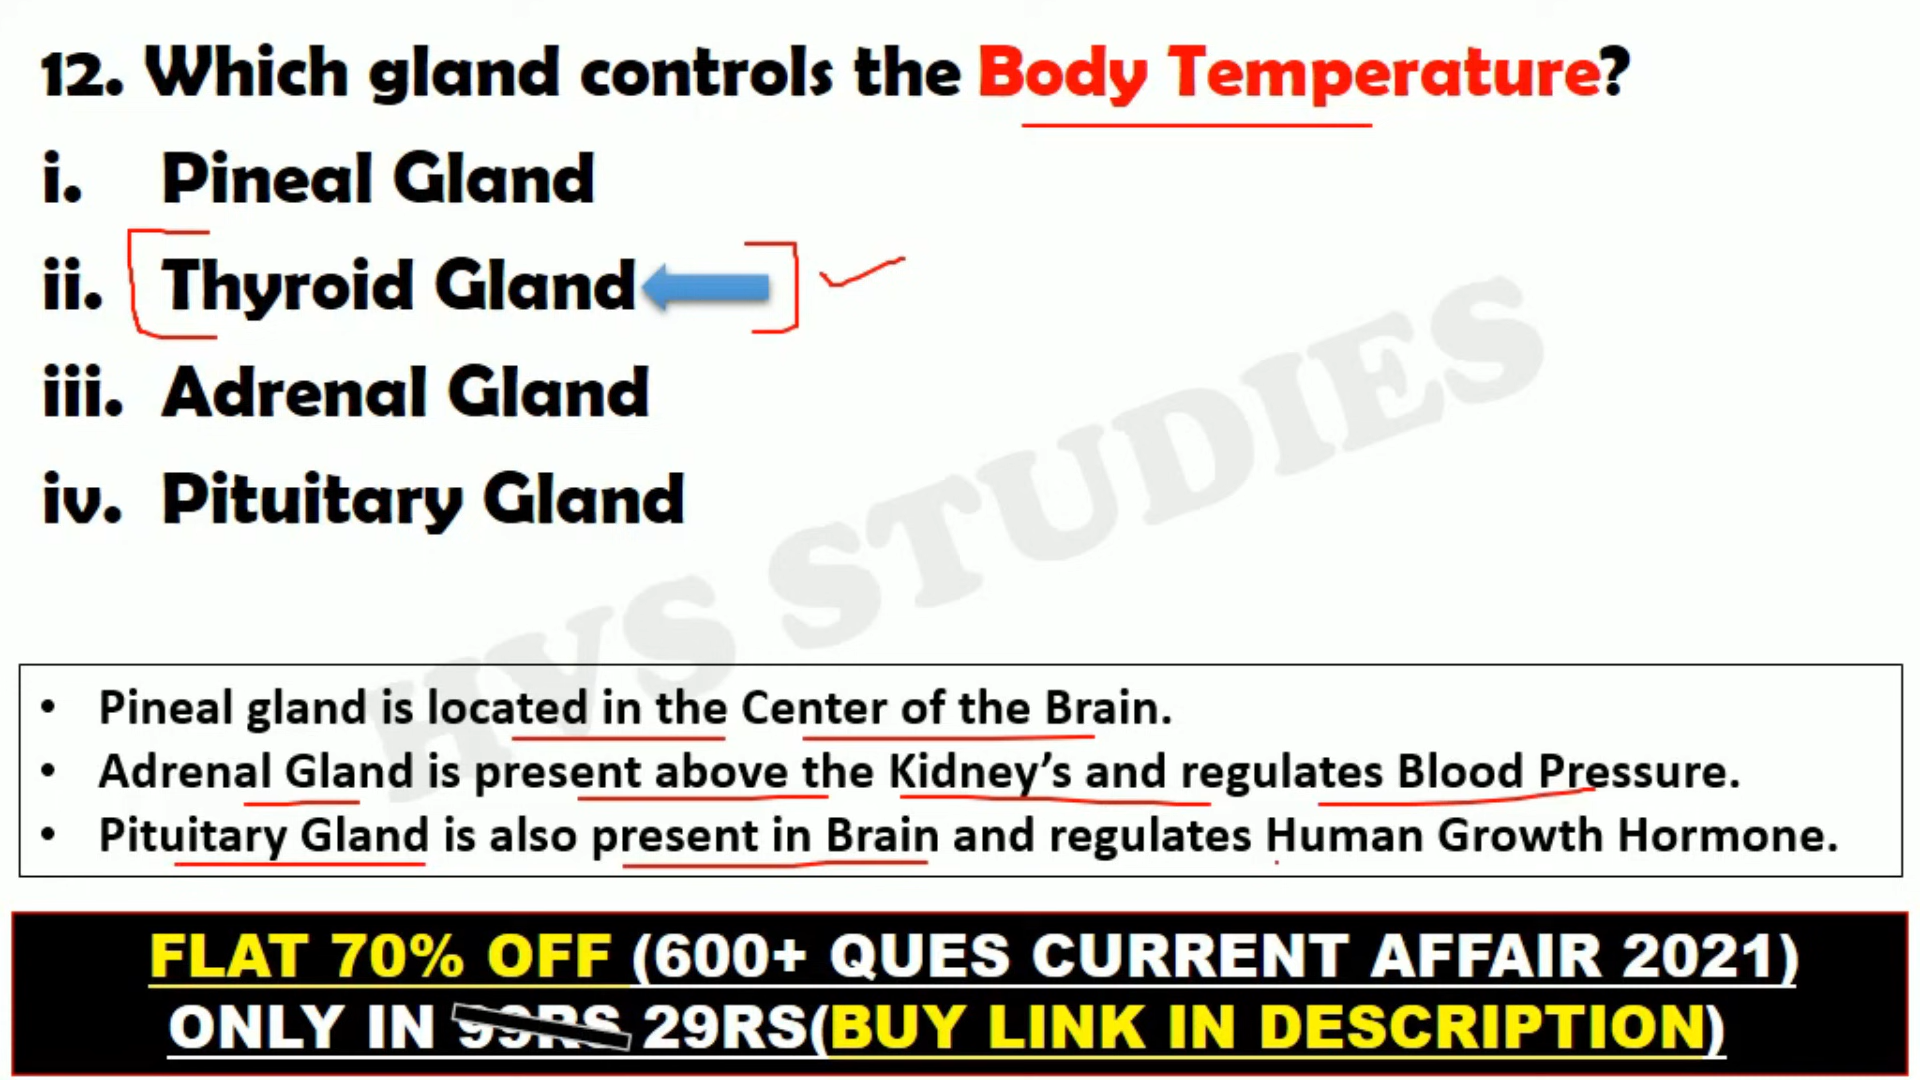 12. Which gland controls the Body Temperature?
i. Pineal Gland
ii. Thyroid Gland
iii. Adrenal Gland
iv. Pituitary Gland
HVS STUDIES
• Pineal gland is located in the Center of the Brain.
• Adrenal Gland is present above the Kidney’s and regulates Blood Pressure.
• Pituitary Gland is also present in Brain and regulates Human Growth Hormone.
FLAT 70% OFF (600+ QUES CURRENT AFFAIR 2021)
ONLY IN 99RS 29RS(BUY LINK IN DESCRIPTION)